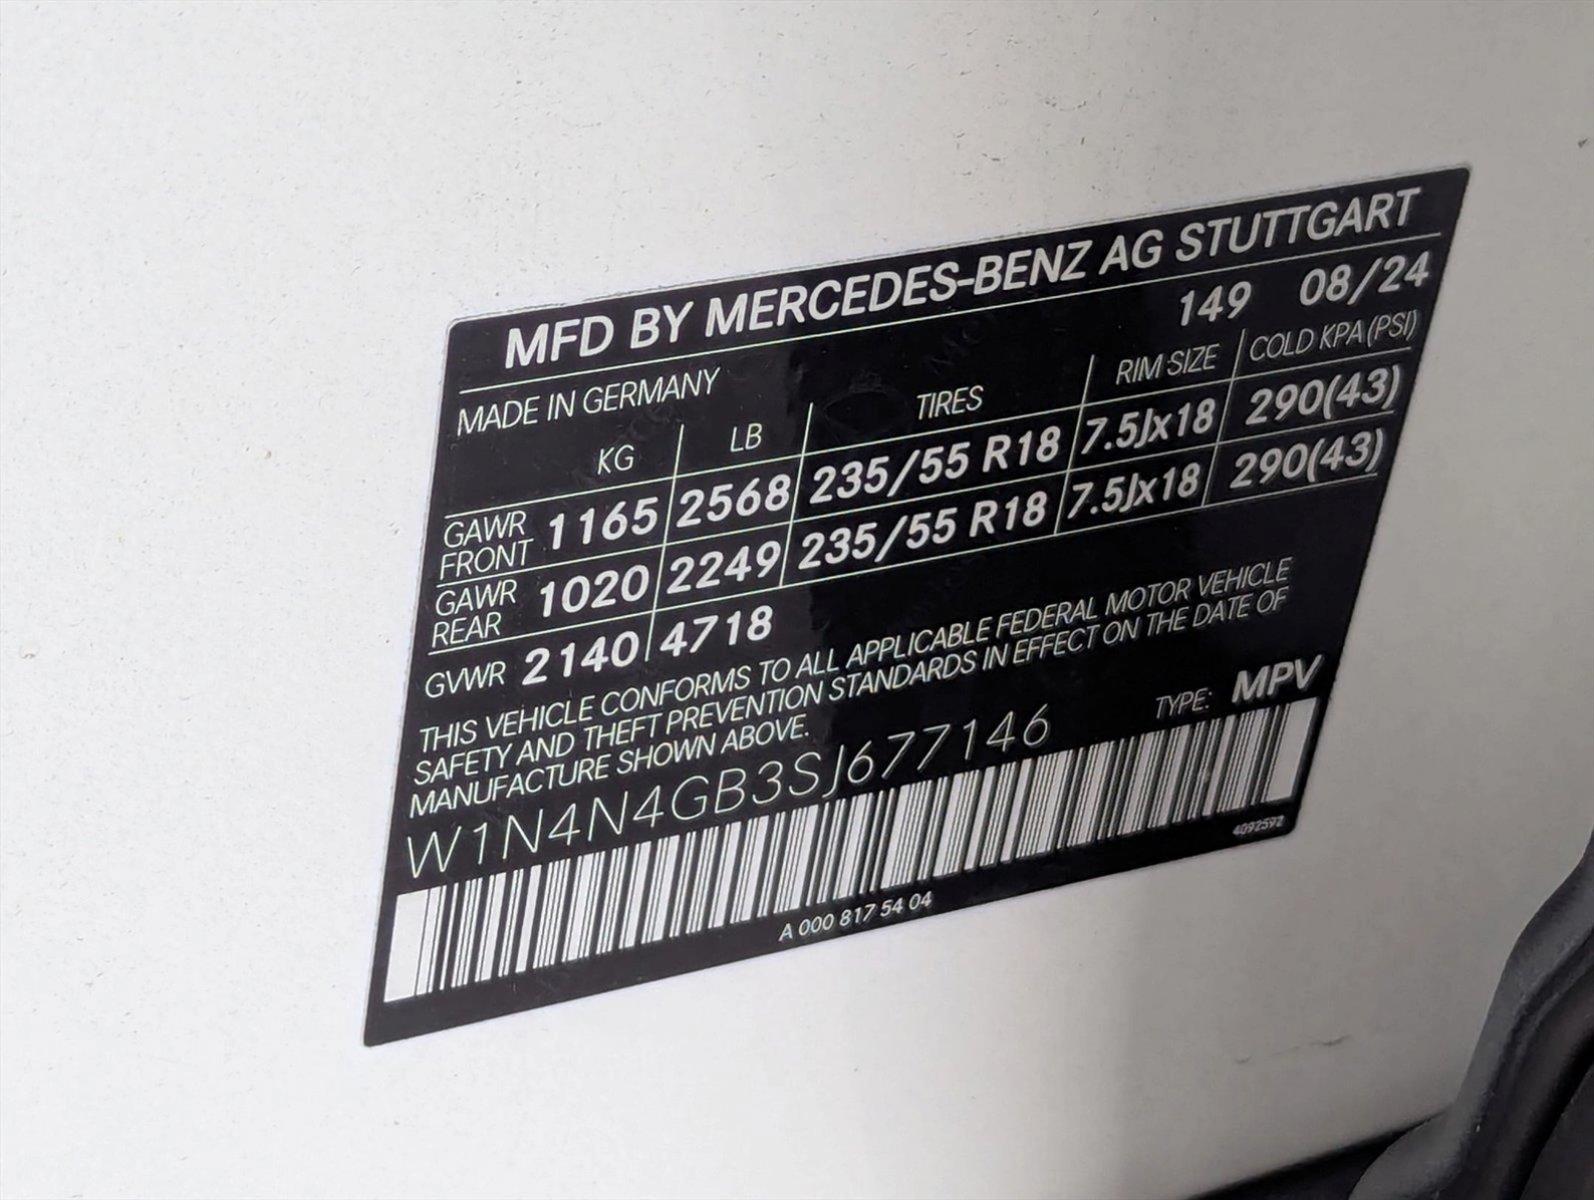 MFD BY MERCEDES-BENZ AG STUTTGART
MADE IN GERMANY 149 08/24
KG LB TIRES RIM SIZE COLD KPA(PSI)
GAWR FRONT 1165 2568 235/55 R18 7.5Jx18 290(43)
GAWR REAR 1020 2249 235/55 R18 7.5Jx18 290(43)
GVWR 2140 4718
THIS VEHICLE CONFORMS TO ALL APPLICABLE FEDERAL MOTOR VEHICLE
SAFETY AND THEFT PREVENTION STANDARDS IN EFFECT ON THE DATE OF
MANUFACTURE SHOWN ABOVE.
TYPE: MPV
W1N4N4GB3SJ677146
4092592
A 000 817 54 04